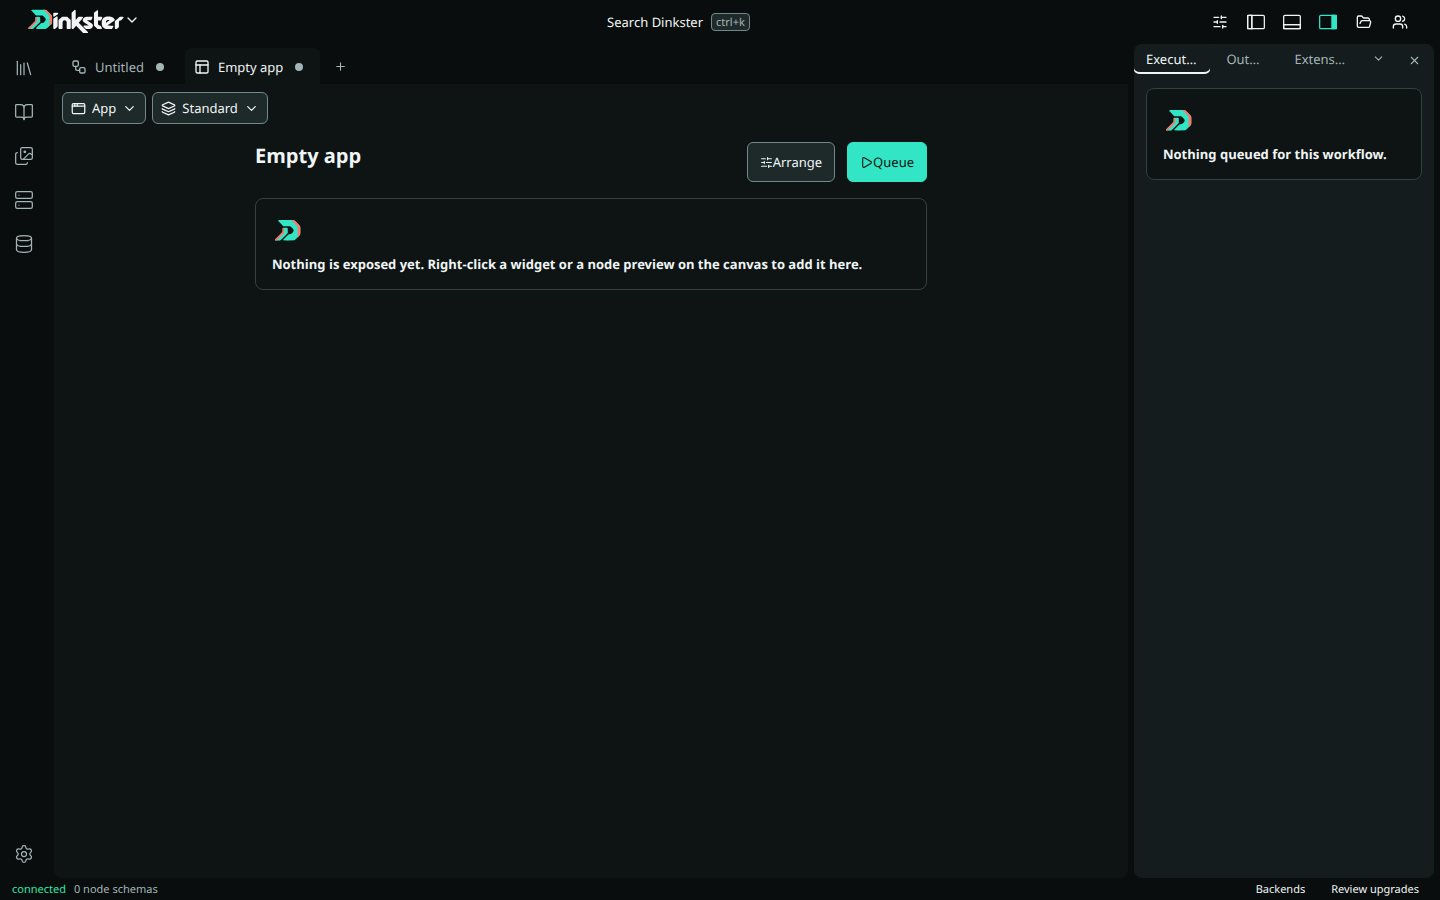 Dinkster
Search Dinkster ctrl+k
Untitled
Empty app
Execut...
Out...
Extens...
App
Standard
Empty app
Arrange
Queue
Nothing is exposed yet. Right-click a widget or a node preview on the canvas to add it here.
Nothing queued for this workflow.
connected 0 node schemas
Backends
Review upgrades